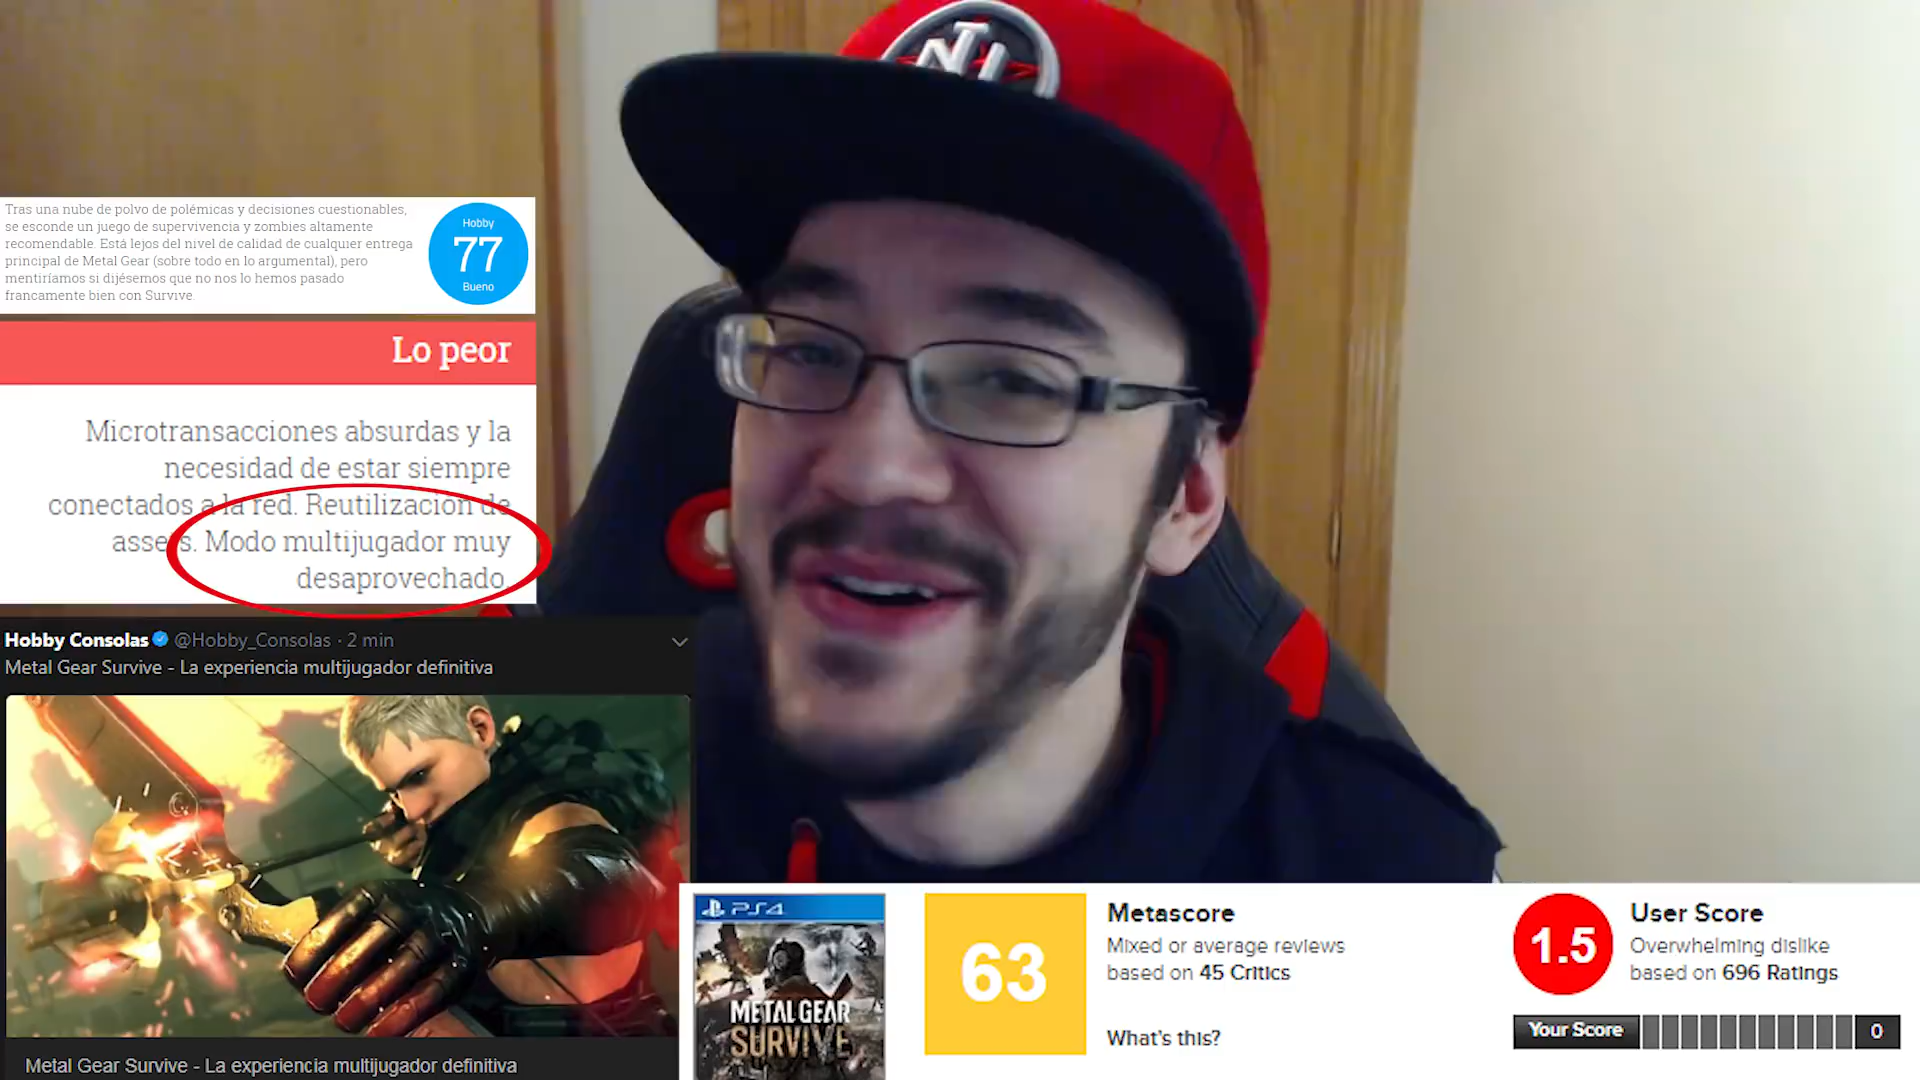 Tras una nube de polvo de polémicas y decisiones cuestionables,
se esconde un juego de supervivencia y zombies altamente
recomendable. Está lejos del nivel de calidad de cualquier entrega
principal de Metal Gear (sobre todo en lo argumental), pero
mentiríamos si dijésemos que no nos lo hemos pasado
francamente bien con Survive.
Hobby
77
Bueno
Lo peor
Microtransacciones absurdas y la
necesidad de estar siempre
conectados a la red. Reutilización de
assets. Modo multijugador muy
desaprovechado.
Hobby Consolas @Hobby_Consolas · 2 min
Metal Gear Survive - La experiencia multijugador definitiva
Metal Gear Survive - La experiencia multijugador definitiva
PS4
METAL GEAR
SURVIVE
63
Metascore
Mixed or average reviews
based on 45 Critics
What's this?
1.5
User Score
Overwhelming dislike
based on 696 Ratings
Your Score
0